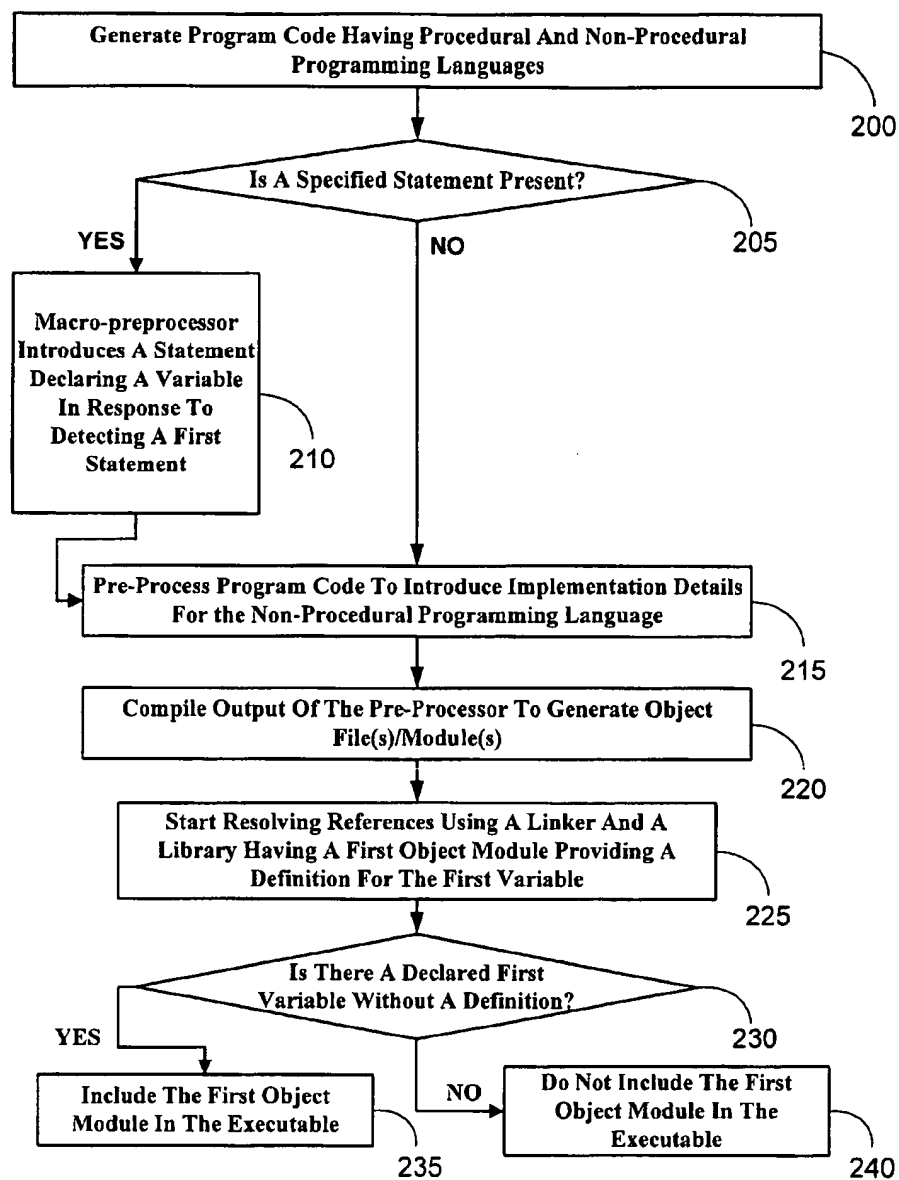 Generate Program Code Having Procedural And Non-Procedural
Programming Languages
200
Is A Specified Statement Present?
205
YES
NO
Macro-preprocessor
Introduces A Statement
Declaring A Variable
In Response To
Detecting A First
Statement
210
Pre-Process Program Code To Introduce Implementation Details
For the Non-Procedural Programming Language
215
Compile Output Of The Pre-Processor To Generate Object
File(s)/Module(s)
220
Start Resolving References Using A Linker And A
Library Having A First Object Module Providing A
Definition For The First Variable
225
Is There A Declared First
Variable Without A Definition?
230
YES
NO
Include The First Object
Module In The Executable
235
Do Not Include The First
Object Module In The
Executable
240